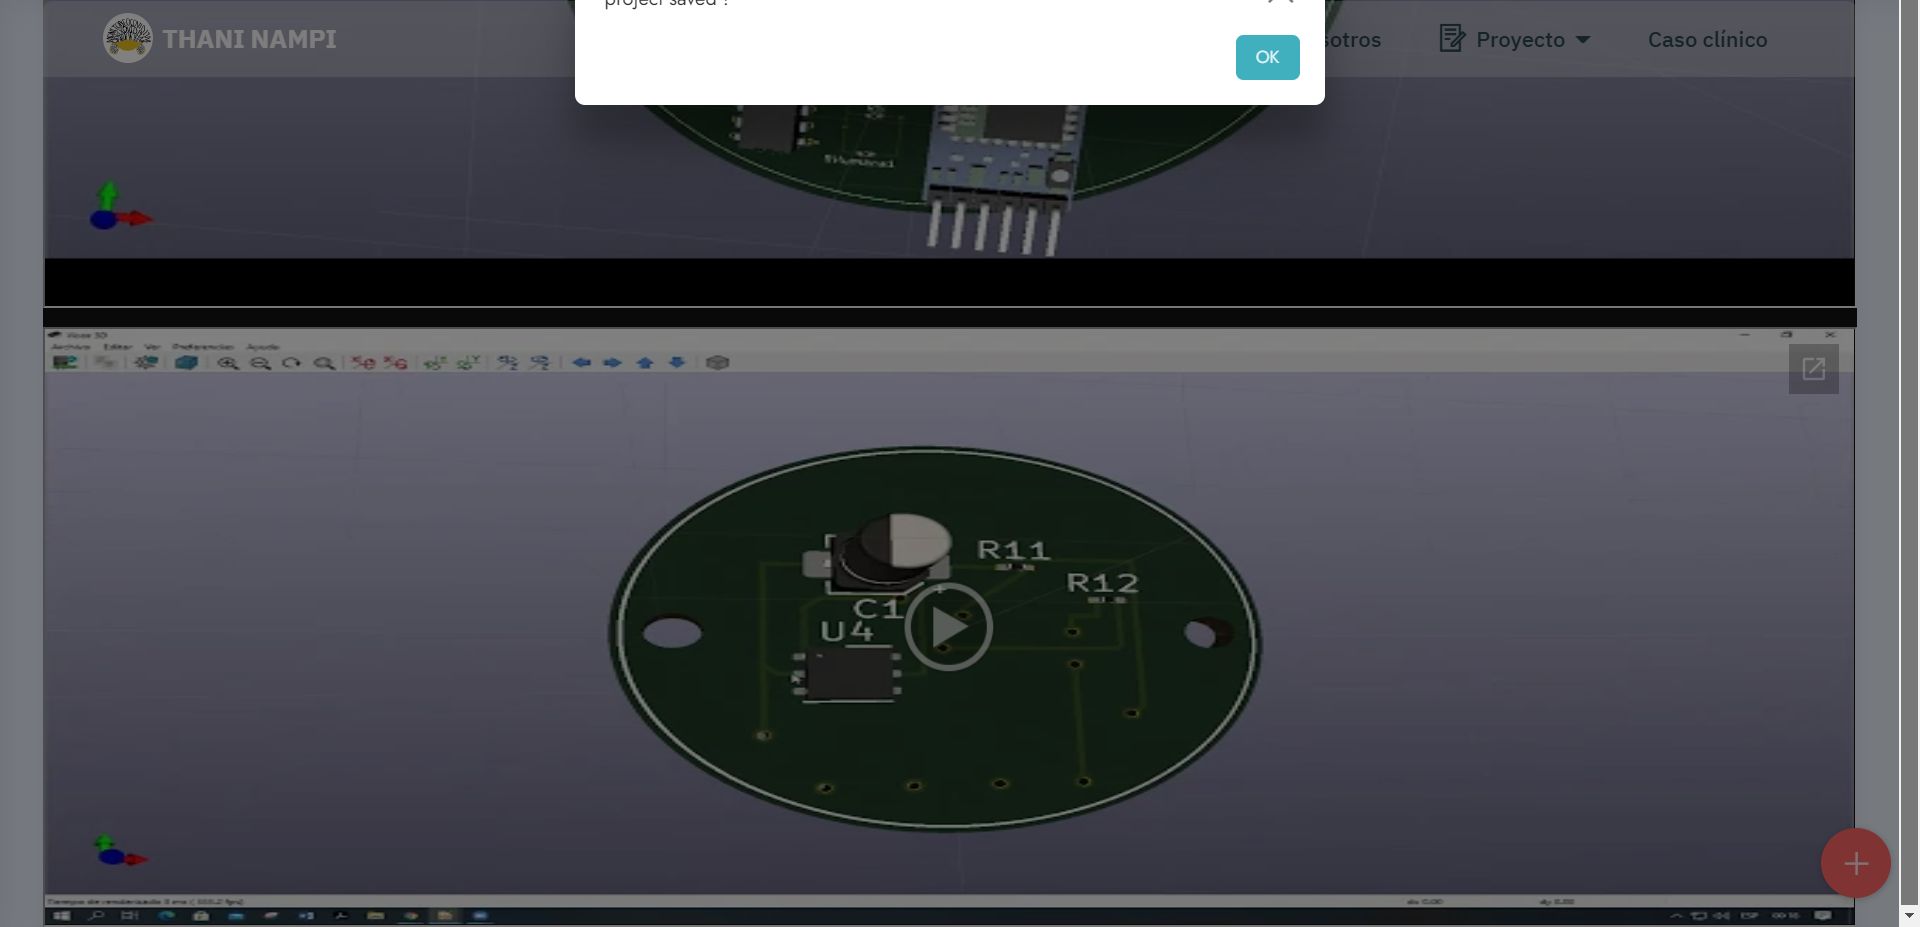 project saved !
OK
THANI NAMPI
sotros
Proyecto
Caso clínico
Visor 3D
Archivo Editar Ver Preferencias Ayuda
R11
R12
C1
U4
ESP